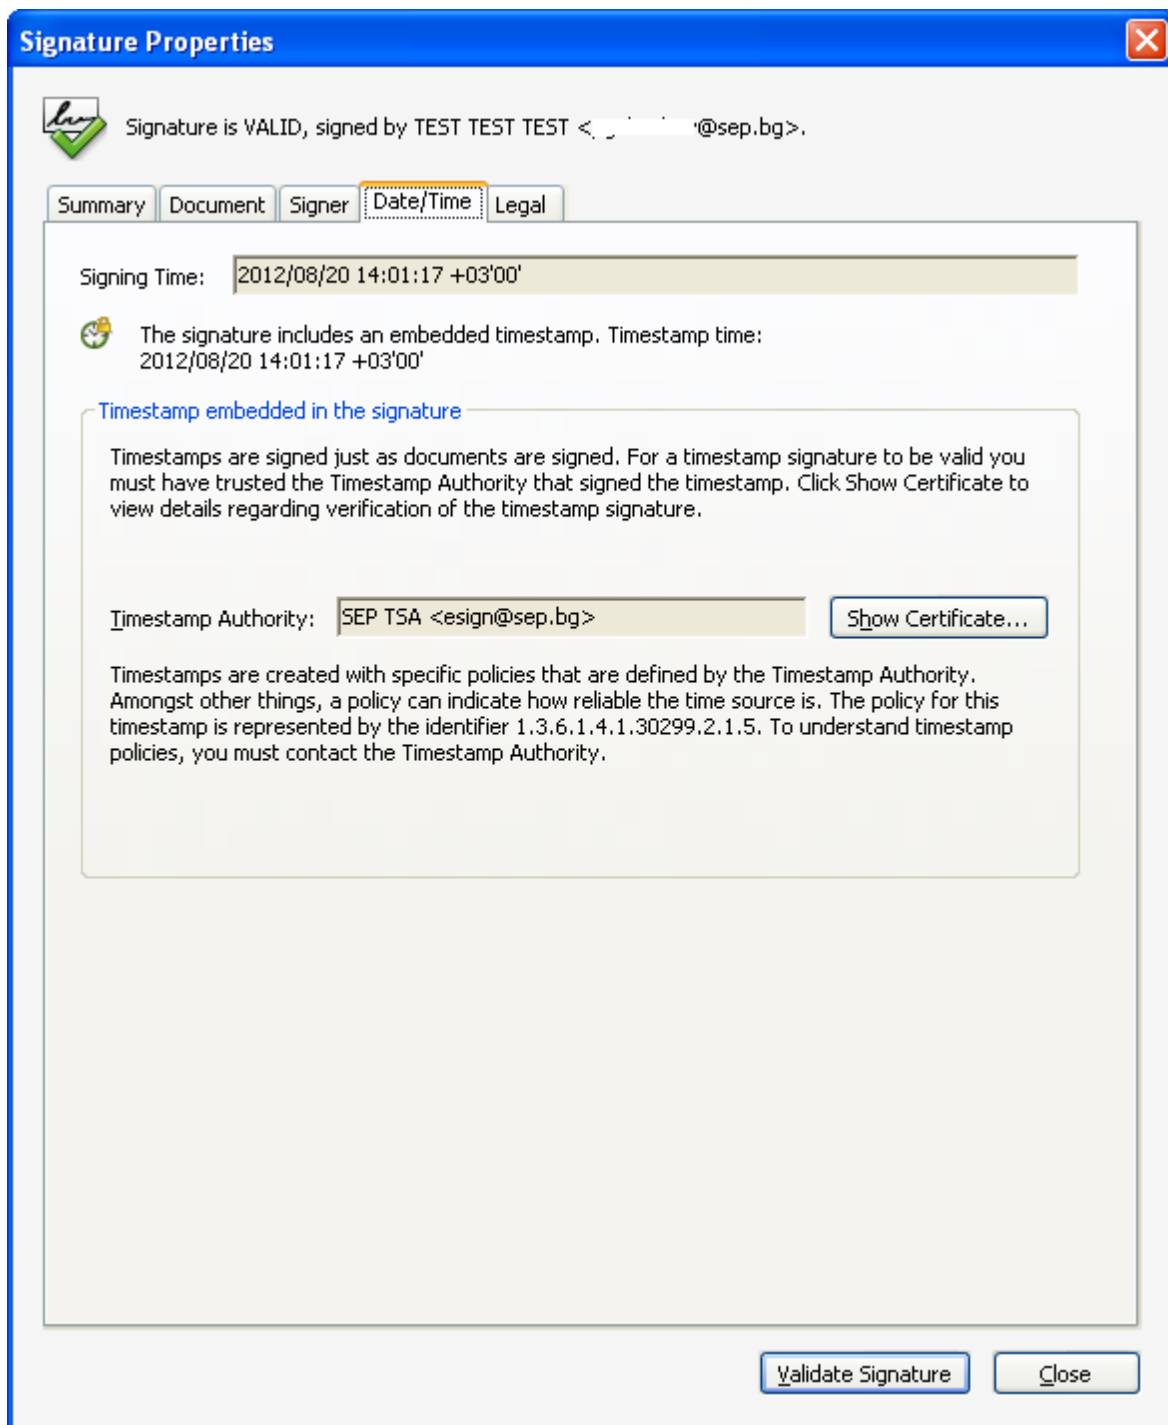 Signature Properties
Signature is VALID, signed by TEST TEST TEST < @sep.bg>.
Summary Document Signer Date/Time Legal
Signing Time: 2012/08/20 14:01:17 +03'00'
The signature includes an embedded timestamp. Timestamp time:
2012/08/20 14:01:17 +03'00'
Timestamp embedded in the signature
Timestamps are signed just as documents are signed. For a timestamp signature to be valid you
must have trusted the Timestamp Authority that signed the timestamp. Click Show Certificate to
view details regarding verification of the timestamp signature.
Timestamp Authority: SEP TSA <esign@sep.bg> Show Certificate...
Timestamps are created with specific policies that are defined by the Timestamp Authority.
Amongst other things, a policy can indicate how reliable the time source is. The policy for this
timestamp is represented by the identifier 1.3.6.1.4.1.30299.2.1.5. To understand timestamp
policies, you must contact the Timestamp Authority.
Validate Signature Close